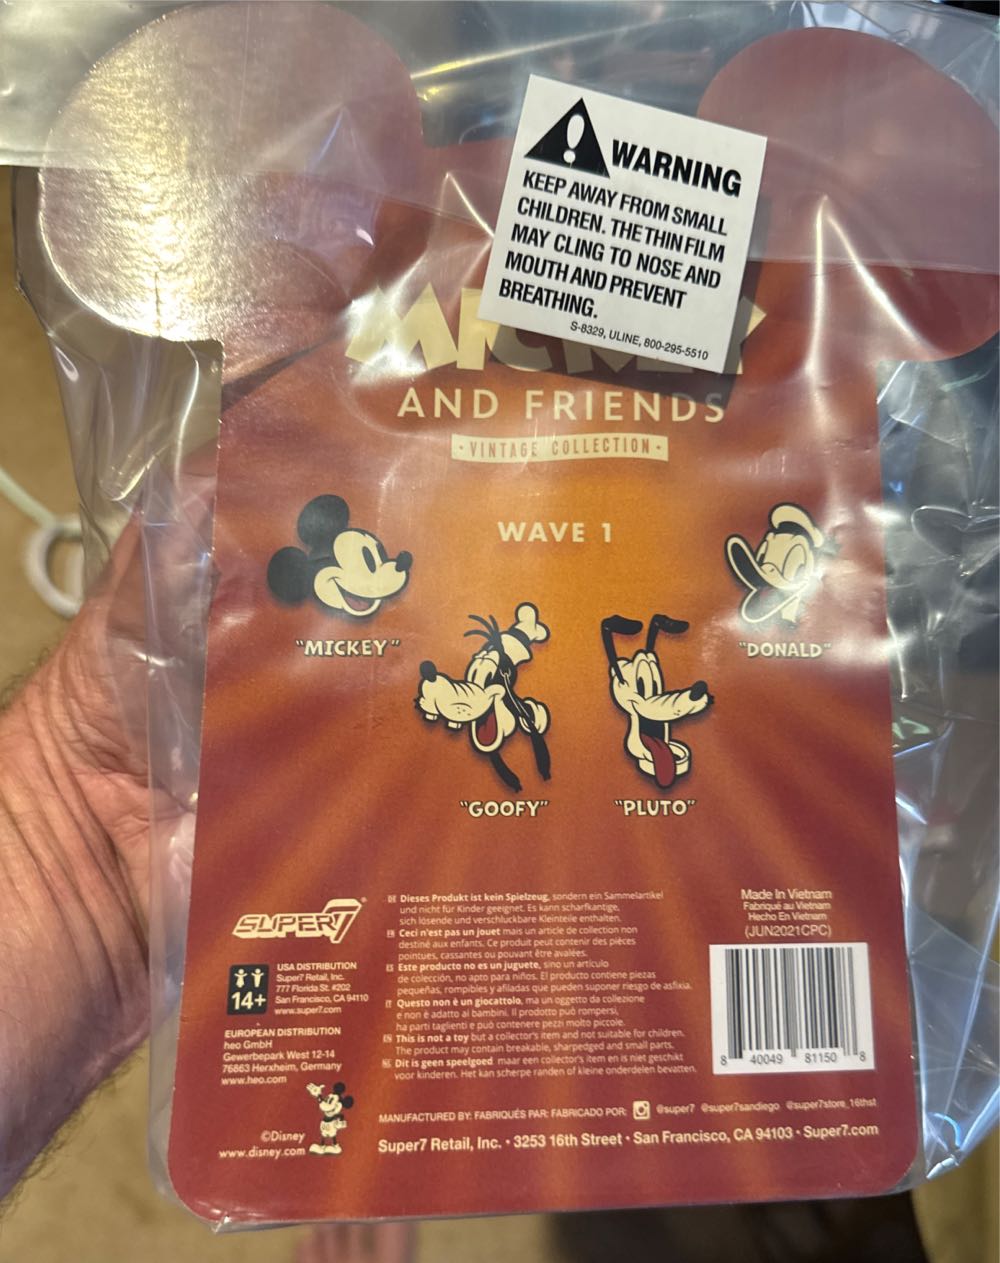 WARNING
KEEP AWAY FROM SMALL
CHILDREN. THE THIN FILM
MAY CLING TO NOSE AND
MOUTH AND PREVENT
BREATHING.
S-8329, ULINE, 800-295-5510
MICKEY
AND FRIENDS
• VINTAGE COLLECTION •
WAVE 1
"MICKEY"
"DONALD"
"GOOFY"
"PLUTO"
SUPER7
14+
USA DISTRIBUTION
Super7 Retail, Inc.
777 Florida St. #202
San Francisco, CA 94110
www.super7.com
EUROPEAN DISTRIBUTION
heo GmbH
Gewerbepark West 12-14
76863 Herxheim, Germany
www.heo.com
©Disney
www.disney.com
DE Dieses Produkt ist kein Spielzeug, sondern ein Sammelartikel
und nicht für Kinder geeignet. Es kann scharfkantige,
sich lösende und verschluckbare Kleinteile enthalten.
FR Ceci n'est pas un jouet mais un article de collection non
destiné aux enfants. Ce produit peut contenir des pièces
pointues, cassantes ou pouvant être avalées.
ES Este producto no es un juguete, sino un artículo
de colección, no apto para niños. El producto contiene piezas
pequeñas, rompibles y afiladas que pueden suponer riesgo de asfixia.
IT Questo non è un giocattolo, ma un oggetto da collezione
e non è adatto ai bambini. Il prodotto può rompersi,
ha parti taglienti e può contenere pezzi molto piccole.
EN This is not a toy but a collector's item and not suitable for children.
The product may contain breakable, sharpedged and small parts.
NL Dit is geen speelgoed maar een collector's item en is niet geschikt
voor kinderen. Het kan scherpe randen of kleine onderdelen bevatten.
Made In Vietnam
Fabriqué au Vietnam
Hecho En Vietnam
(JUN2021CPC)
8 40049 81150 8
MANUFACTURED BY: FABRIQUÉS PAR: FABRICADO POR: @super7 @super7sandiego @super7store_16thst
Super7 Retail, Inc. • 3253 16th Street • San Francisco, CA 94103 • Super7.com